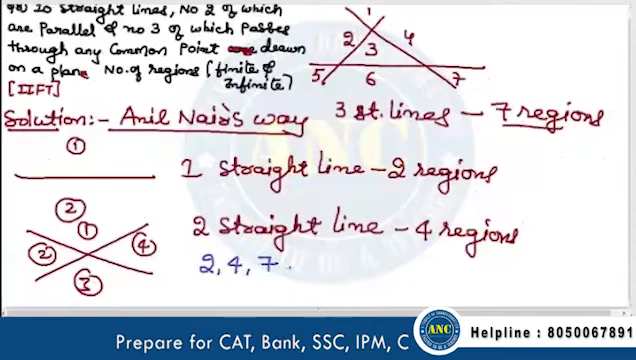 10 straight lines, No 2 of which
are Parallel & no 3 of which Passes
through any Common Point are drawn
on a plane No. of regions (finite &
Infinite)
[IIFT]
1
2 3 4
5 6 7
Solution:- Anil Nair's way
3 st. lines - 7 regions
1
1 Straight line - 2 regions
2
1
2 4
3
2 Straight line - 4 regions
2, 4, 7
ANC
Prepare for CAT, Bank, SSC, IPM, C
ANC
Helpline : 8050067891